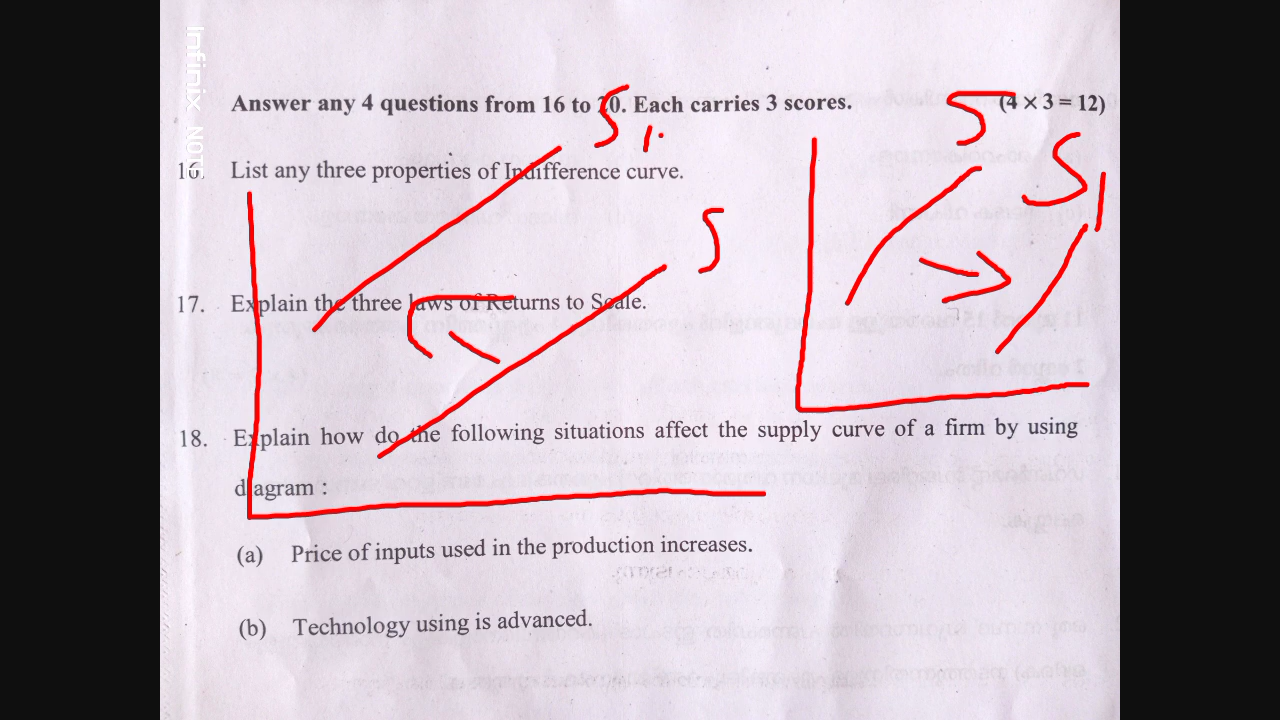 Infinix NOTE
Answer any 4 questions from 16 to 20. Each carries 3 scores. (4 × 3 = 12)
S 1 S S
16. List any three properties of Indifference curve. 1
S
17. Explain the three laws of Returns to Scale.
18. Explain how do the following situations affect the supply curve of a firm by using
diagram :
(a) Price of inputs used in the production increases.
(b) Technology using is advanced.